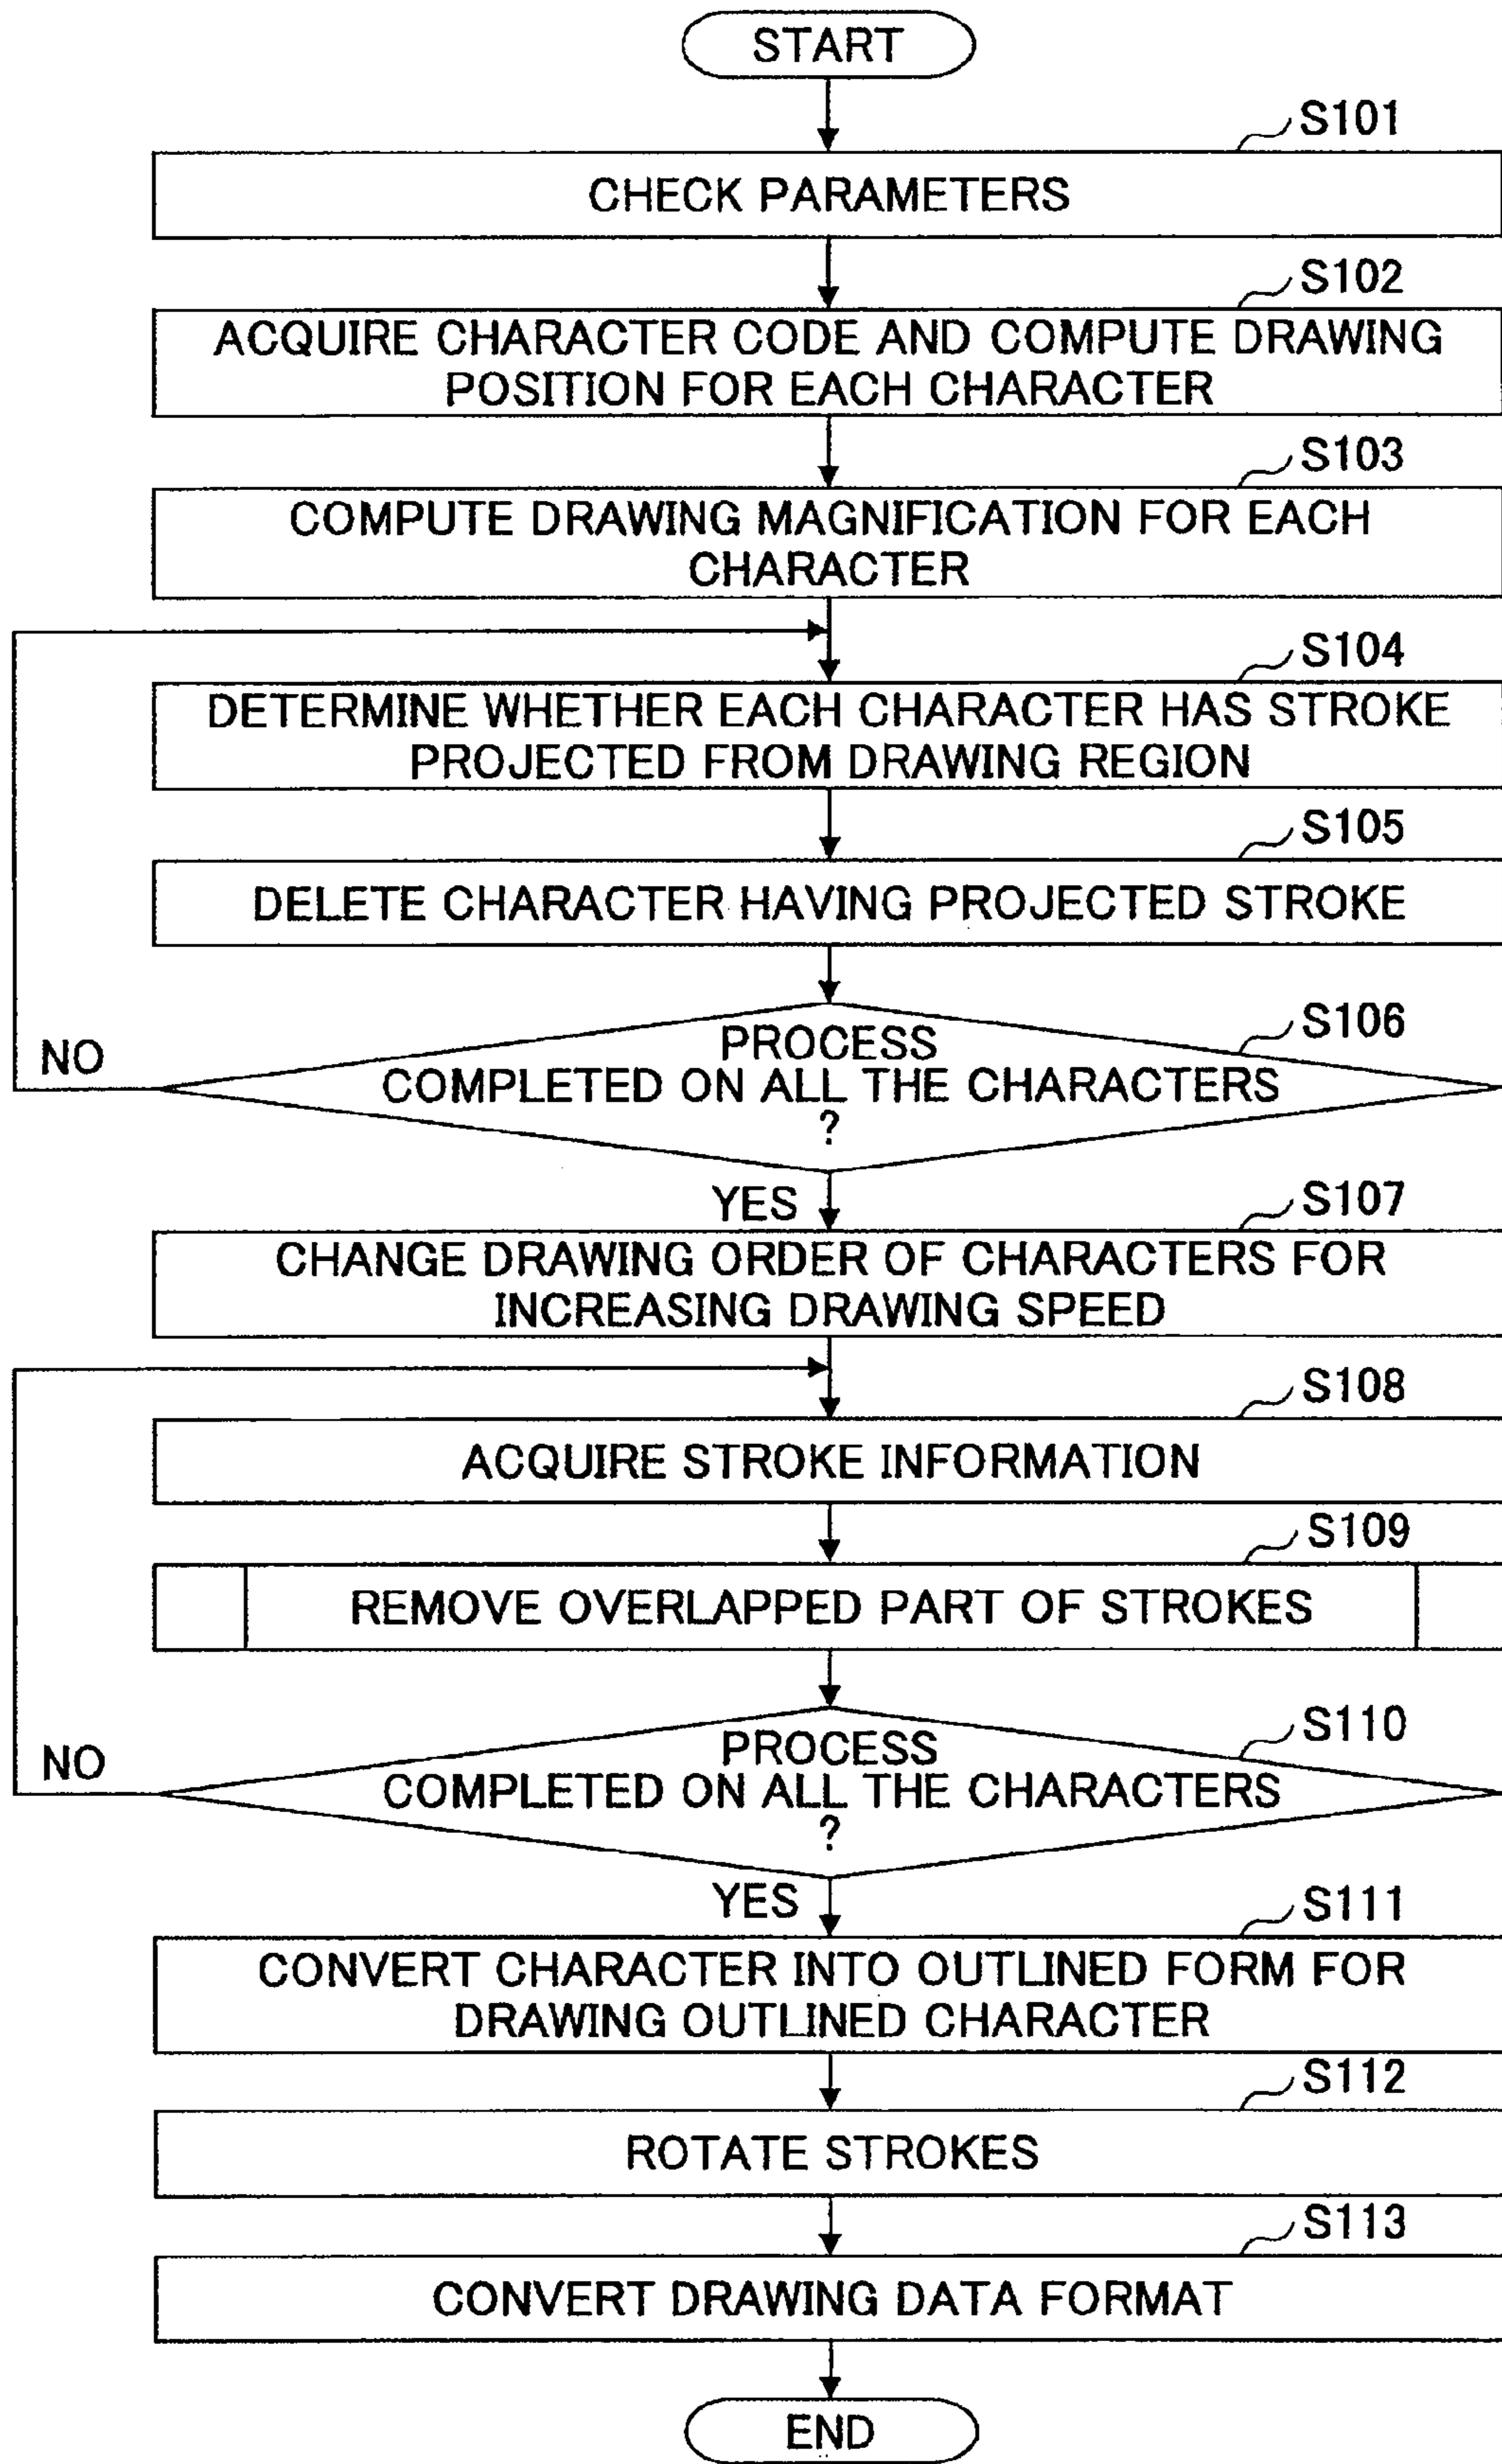 START
S101
CHECK PARAMETERS
S102
ACQUIRE CHARACTER CODE AND COMPUTE DRAWING
POSITION FOR EACH CHARACTER
S103
COMPUTE DRAWING MAGNIFICATION FOR EACH
CHARACTER
S104
DETERMINE WHETHER EACH CHARACTER HAS STROKE
PROJECTED FROM DRAWING REGION
S105
DELETE CHARACTER HAVING PROJECTED STROKE
S106
PROCESS
COMPLETED ON ALL THE CHARACTERS
?
NO
YES
S107
CHANGE DRAWING ORDER OF CHARACTERS FOR
INCREASING DRAWING SPEED
S108
ACQUIRE STROKE INFORMATION
S109
REMOVE OVERLAPPED PART OF STROKES
S110
PROCESS
COMPLETED ON ALL THE CHARACTERS
?
NO
YES
S111
CONVERT CHARACTER INTO OUTLINED FORM FOR
DRAWING OUTLINED CHARACTER
S112
ROTATE STROKES
S113
CONVERT DRAWING DATA FORMAT
END